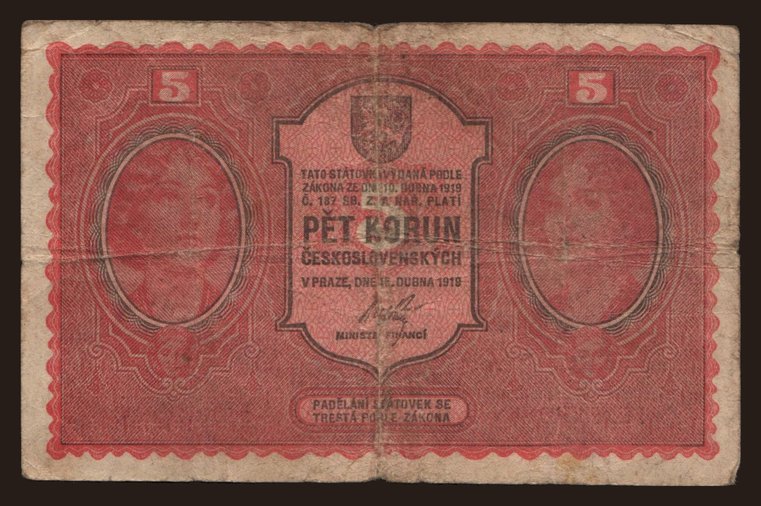 5 5
TATO STÁTOVKA VYDANÁ PODLE
ZÁKONA ZE DNE 10. DUBNA 1919
Č. 187 SB. Z. A NAŘ. PLATÍ
PĚT KORUN
ČESKOSLOVENSKÝCH
V PRAZE, DNE 15. DUBNA 1919
MINISTR FINANCÍ
PADĚLÁNÍ STÁTOVEK SE
TRESTÁ PODLE ZÁKONA